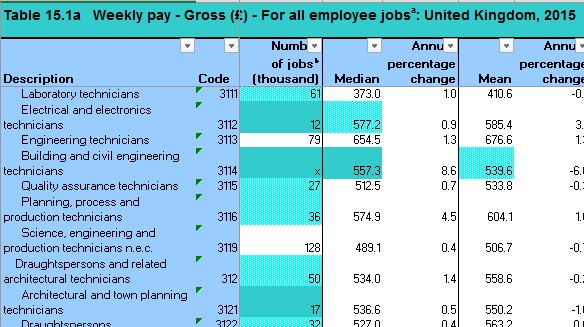 Table 15.1a Weekly pay - Gross (£) - For all employee jobsª: United Kingdom, 2015
Numb Annu Annu
of jobsᵇ percentage percentage
Description Code (thousand) Median change Mean change
Laboratory technicians 3111 61 373.0 1.0 410.6 -0.
Electrical and electronics
technicians 3112 12 577.2 0.9 585.4 3.
Engineering technicians 3113 79 654.5 1.3 676.6 1.
Building and civil engineering
technicians 3114 x 557.3 8.6 539.6 -6.
Quality assurance technicians 3115 27 512.5 0.7 533.8 -0.
Planning, process and
production technicians 3116 36 574.9 4.5 604.1 1.
Science, engineering and
production technicians n.e.c. 3119 128 489.1 0.4 506.7 -0.
Draughtspersons and related
architectural technicians 312 50 534.0 1.4 558.6 -0.
Architectural and town planning
technicians 3121 17 536.6 0.5 550.2 -1.
Draughtspersons 3122 32 527.0 0.4 563.2 0.